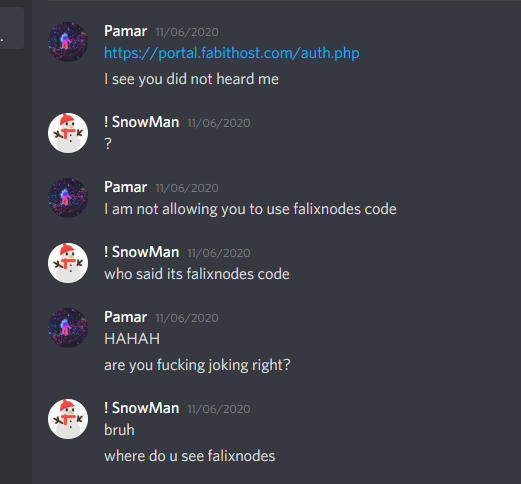 Pamar 11/06/2020
https://portal.fabithost.com/auth.php
I see you did not heard me
! SnowMan 11/06/2020
?
Pamar 11/06/2020
I am not allowing you to use falixnodes code
! SnowMan 11/06/2020
who said its falixnodes code
Pamar 11/06/2020
HAHAH
are you fucking joking right?
! SnowMan 11/06/2020
bruh
where do u see falixnodes